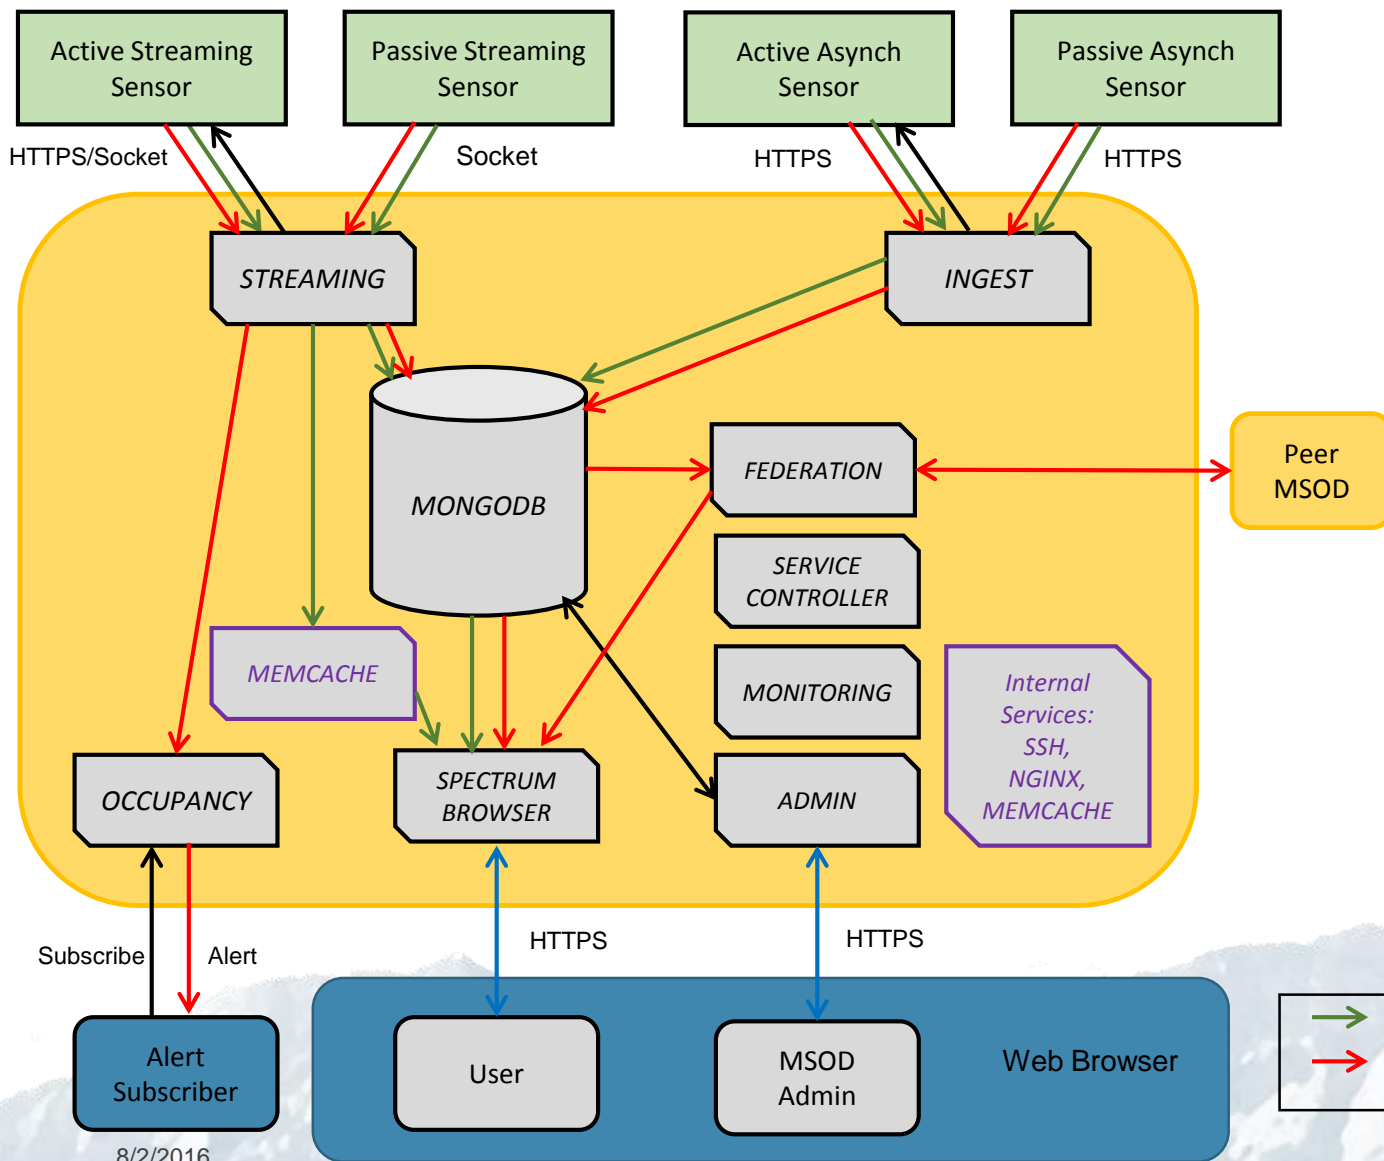 Active Streaming
Sensor
Passive Streaming
Sensor
Active Asynch
Sensor
Passive Asynch
Sensor
HTTPS/Socket
Socket
HTTPS
HTTPS
STREAMING
INGEST
MONGODB
FEDERATION
Peer
MSOD
SERVICE
CONTROLLER
MEMCACHE
MONITORING
Internal
Services:
SSH,
NGINX,
MEMCACHE
OCCUPANCY
SPECTRUM
BROWSER
ADMIN
Subscribe
Alert
HTTPS
HTTPS
Alert
Subscriber
User
MSOD
Admin
Web Browser
8/2/2016